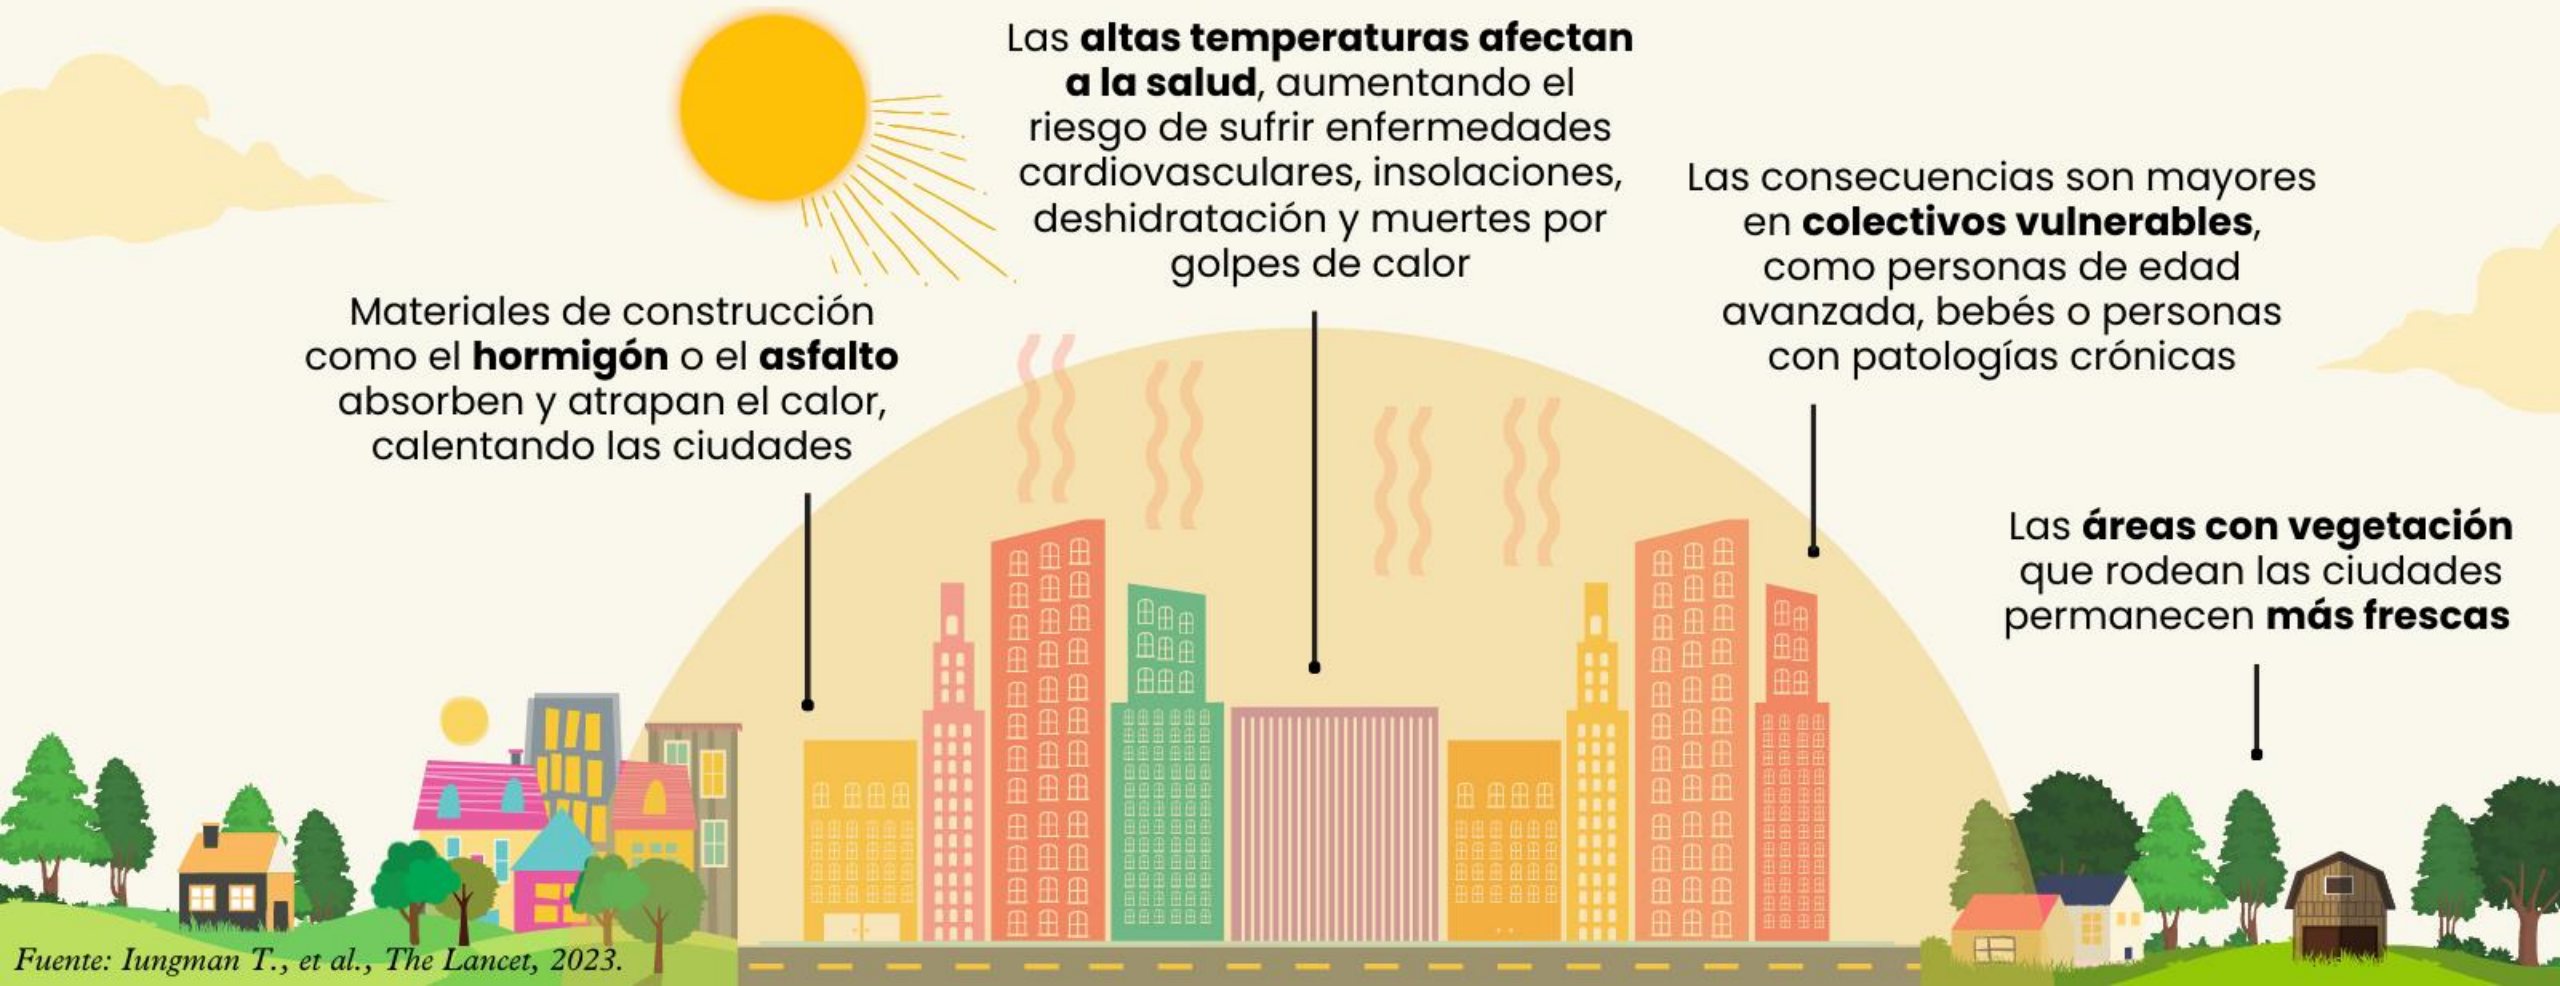 Las altas temperaturas afectan
a la salud, aumentando el
riesgo de sufrir enfermedades
cardiovasculares, insolaciones,
deshidratación y muertes por
golpes de calor
Las consecuencias son mayores
en colectivos vulnerables,
como personas de edad
avanzada, bebés o personas
con patologías crónicas
Materiales de construcción
como el hormigón o el asfalto
absorben y atrapan el calor,
calentando las ciudades
Las áreas con vegetación
que rodean las ciudades
permanecen más frescas
Fuente: Iungman T., et al., The Lancet, 2023.